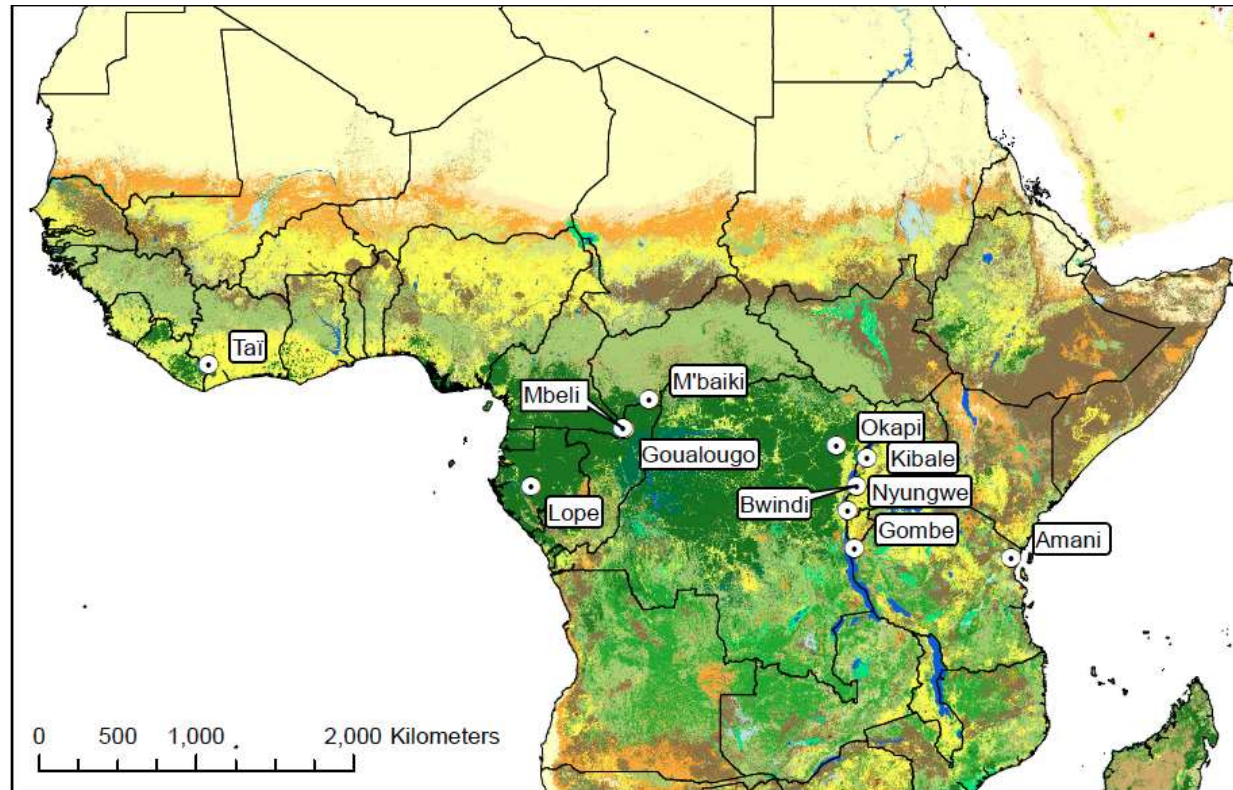 Taï
M'baiki
Mbeli
Okapi
Goualougo
Kibale
Bwindi
Nyungwe
Lope
Gombe
Amani
0 500 1,000 2,000 Kilometers